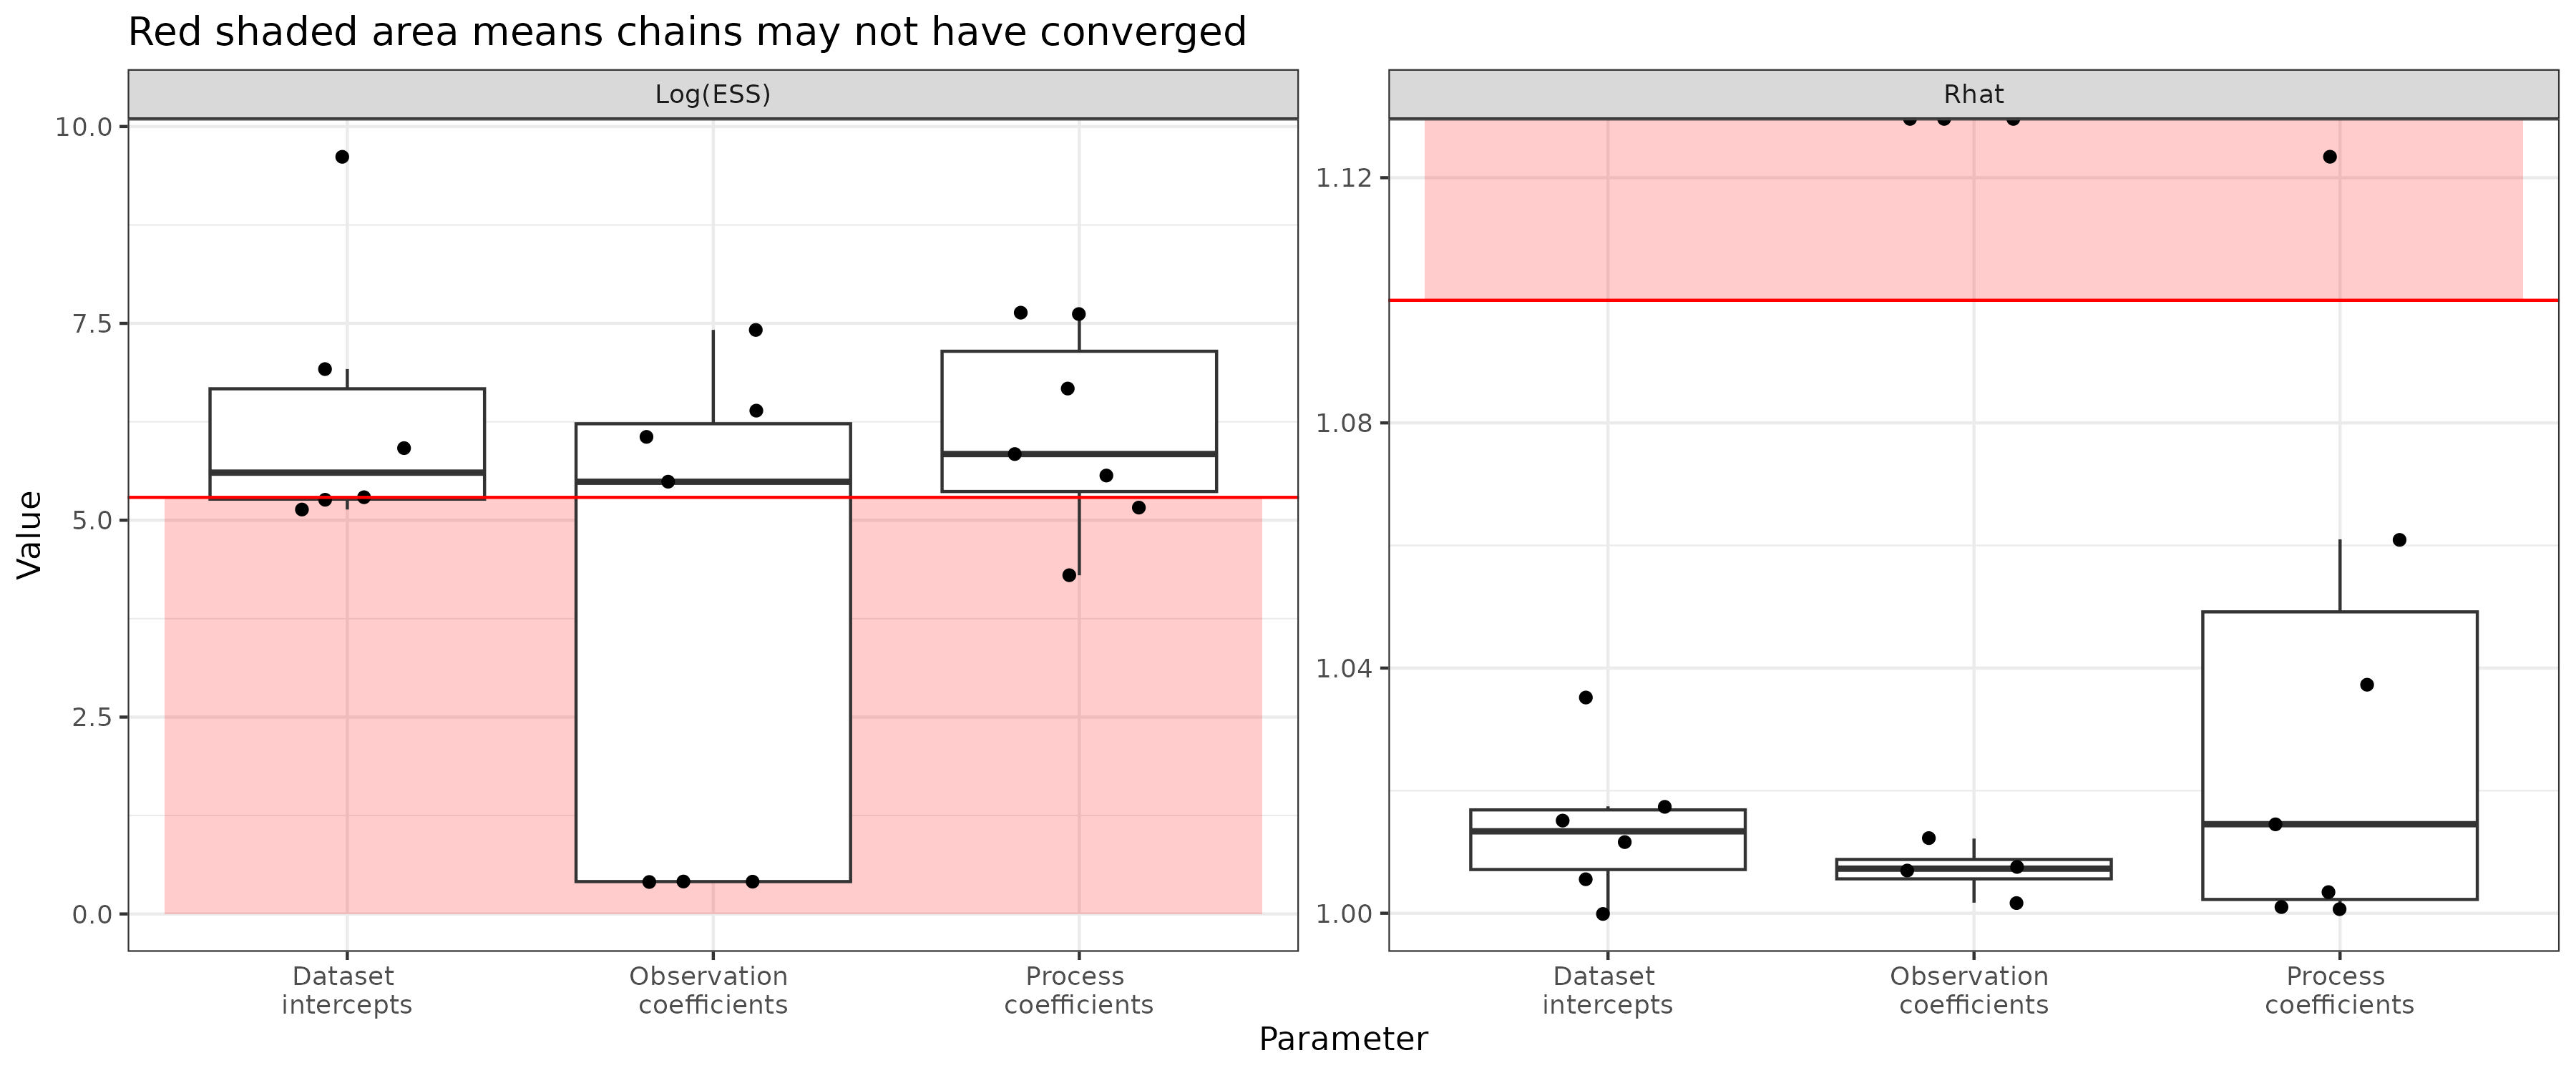 Red shaded area means chains may not have converged
Log(ESS)
Rhat
Value
10.0
7.5
5.0
2.5
0.0
1.12
1.08
1.04
1.00
Dataset
intercepts
Observation
coefficients
Process
coefficients
Dataset
intercepts
Observation
coefficients
Process
coefficients
Parameter